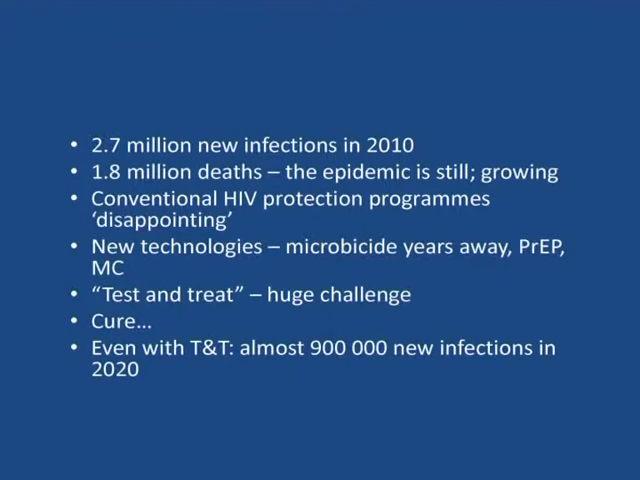 • 2.7 million new infections in 2010
• 1.8 million deaths – the epidemic is still; growing
• Conventional HIV protection programmes
‘disappointing’
• New technologies – microbicide years away, PrEP,
MC
• “Test and treat” – huge challenge
• Cure…
• Even with T&T: almost 900 000 new infections in
2020